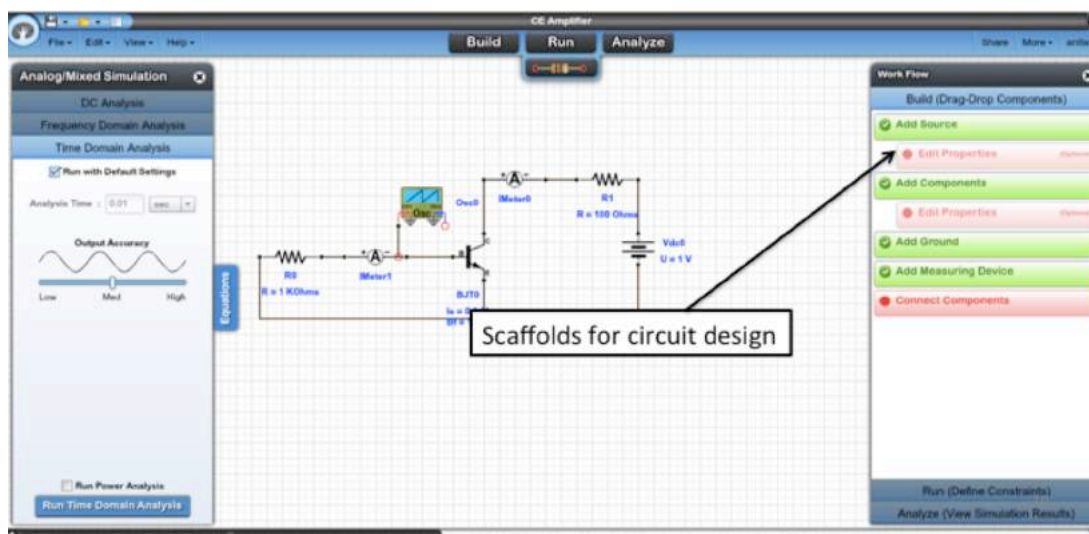 CE Amplifier
File Edit View Help
Build Run Analyze
Share More
Analog/Mixed Simulation
DC Analysis
Frequency Domain Analysis
Time Domain Analysis
Run with Default Settings
Analysis Time : 0.01 sec
Output Accuracy
Low Med High
Run Power Analysis
Run Time Domain Analysis
Equations
R0
R = 1 KOhms
IMeter1
A
Osc
Osc0
A
IMeter0
R1
R = 100 Ohms
Vdc0
U = 1 V
BJT0
Scaffolds for circuit design
Work Flow
Build (Drag-Drop Components)
Add Source
Edit Properties
Add Components
Edit Properties
Add Ground
Add Measuring Device
Connect Components
Run (Define Constraints)
Analyze (View Simulation Results)